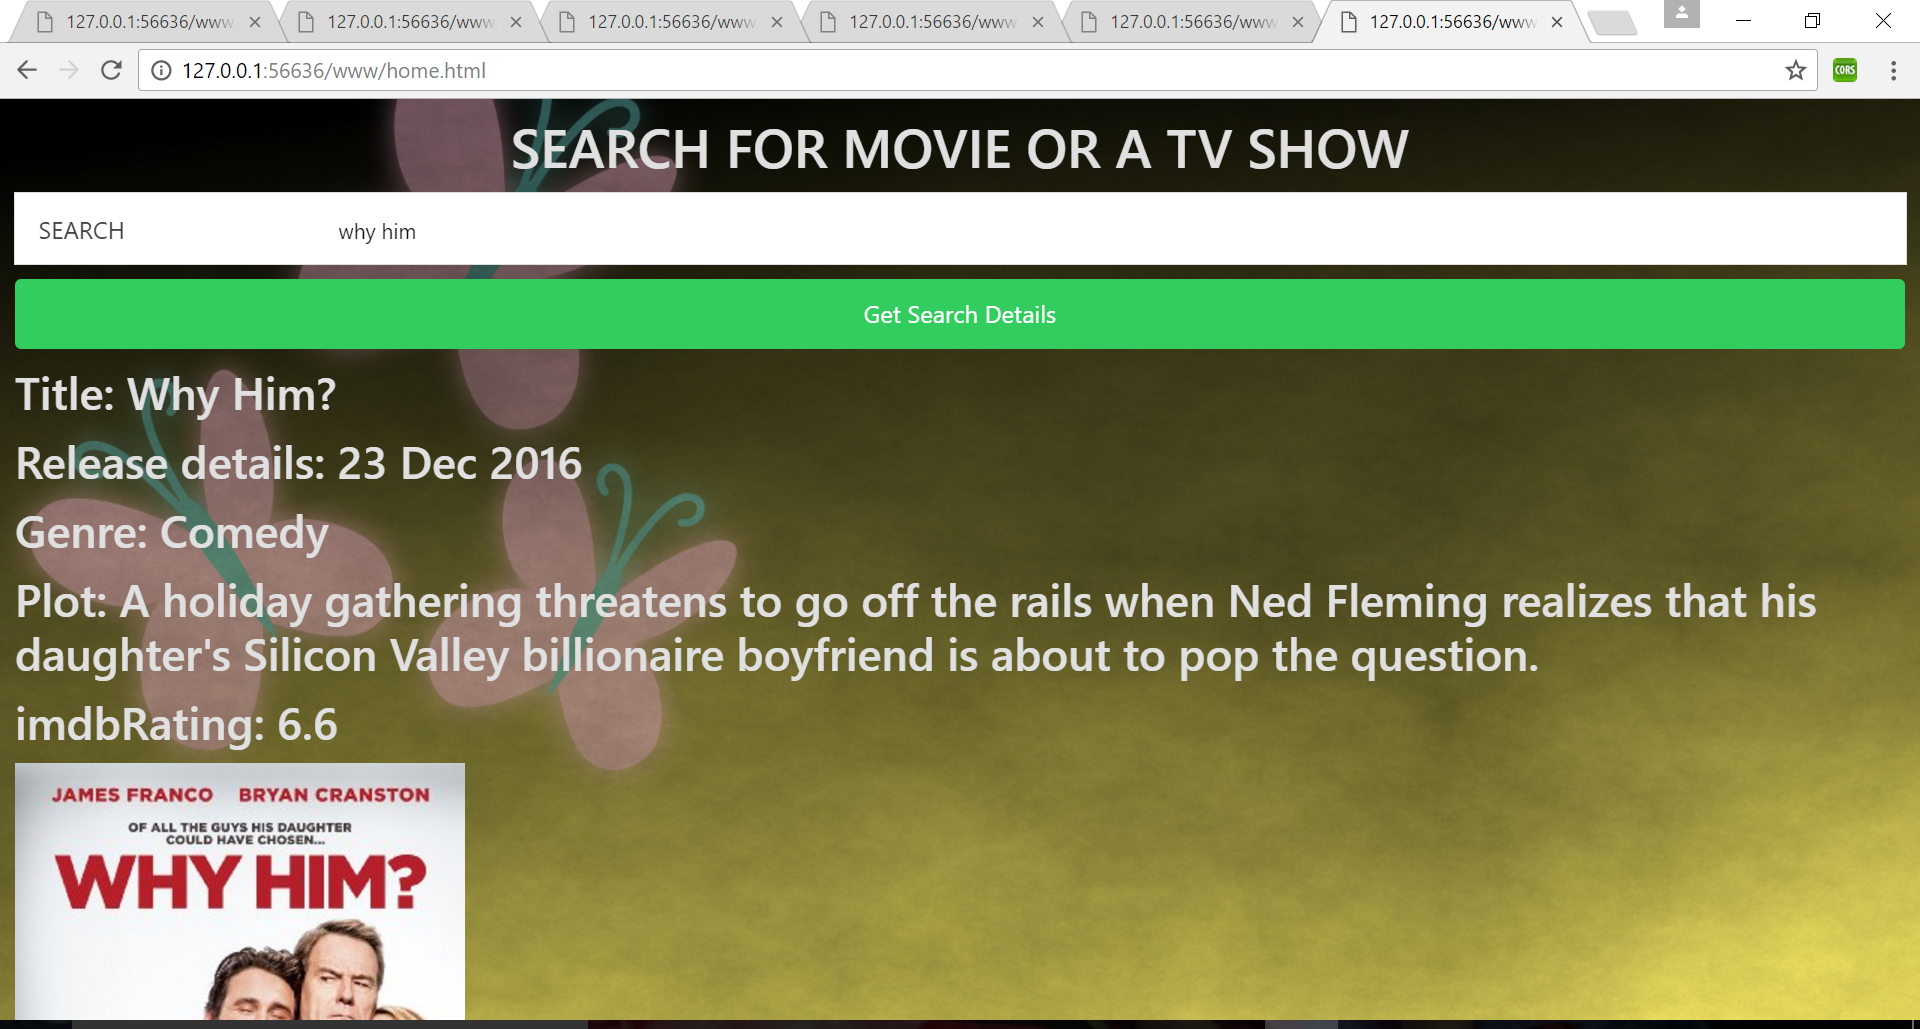 127.0.0.1:56636/www
127.0.0.1:56636/www
127.0.0.1:56636/www
127.0.0.1:56636/www
127.0.0.1:56636/www
127.0.0.1:56636/www
127.0.0.1:56636/www/home.html
CORS
SEARCH FOR MOVIE OR A TV SHOW
SEARCH
why him
Get Search Details
Title: Why Him?
Release details: 23 Dec 2016
Genre: Comedy
Plot: A holiday gathering threatens to go off the rails when Ned Fleming realizes that his
daughter's Silicon Valley billionaire boyfriend is about to pop the question.
imdbRating: 6.6
JAMES FRANCO BRYAN CRANSTON
OF ALL THE GUYS HIS DAUGHTER
COULD HAVE CHOSEN...
WHY HIM?